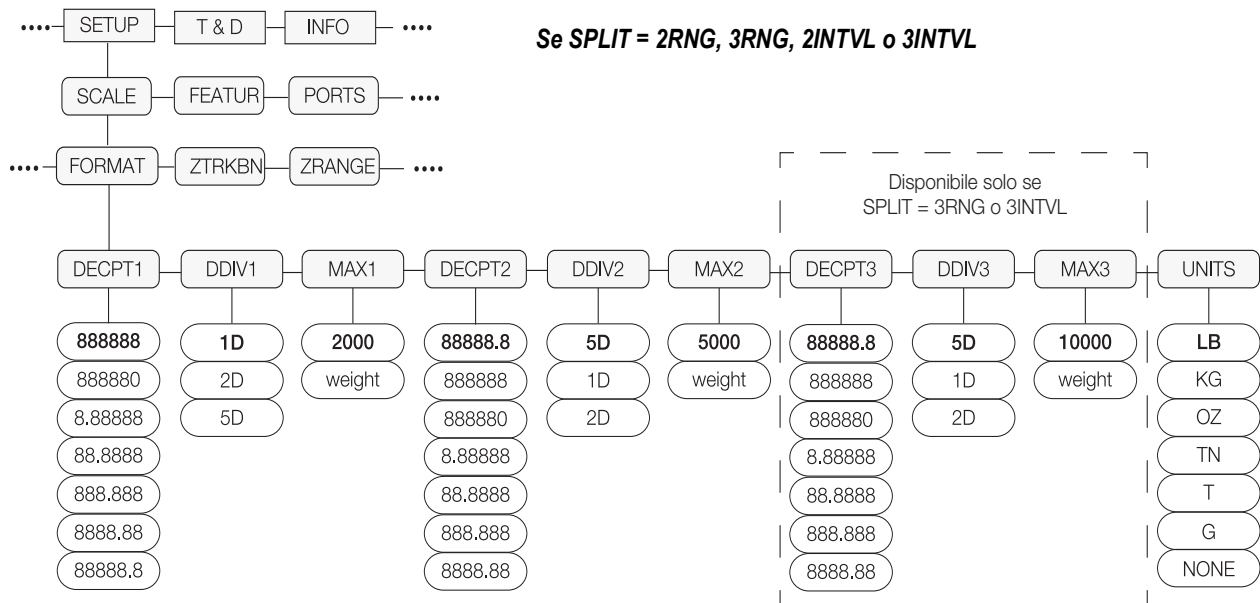 •••• SETUP T & D INFO ••••
Se SPLIT = 2RNG, 3RNG, 2INTVL o 3INTVL
SCALE FEATUR PORTS ••••
•••• FORMAT ZTRKBN ZRANGE ••••
Disponibile solo se
SPLIT = 3RNG o 3INTVL
DECPT1 DDIV1 MAX1 DECPT2 DDIV2 MAX2 DECPT3 DDIV3 MAX3 UNITS
888888 1D 2000 88888.8 5D 5000 88888.8 5D 10000 LB
888880 2D weight 888888 1D weight 888888 1D weight KG
8.88888 5D 888880 2D 888880 2D OZ
88.8888 8.88888 8.88888 TN
888.888 88.8888 88.8888 T
8888.88 888.888 888.888 G
88888.8 8888.88 8888.88 NONE